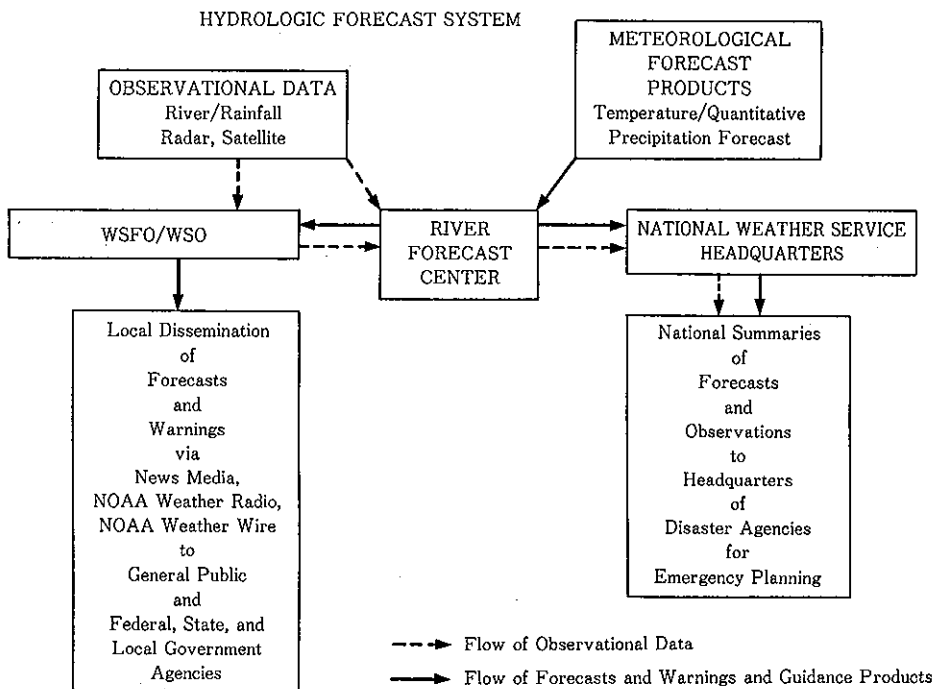 HYDROLOGIC FORECAST SYSTEM
OBSERVATIONAL DATA
River/Rainfall
Radar, Satellite
METEOROLOGICAL
FORECAST
PRODUCTS
Temperature/Quantitative
Precipitation Forecast
WSFO/WSO
RIVER
FORECAST
CENTER
NATIONAL WEATHER SERVICE
HEADQUARTERS
Local Dissemination
of
Forecasts
and
Warnings
via
News Media,
NOAA Weather Radio,
NOAA Weather Wire
to
General Public
and
Federal, State, and
Local Government
Agencies
National Summaries
of
Forecasts
and
Observations
to
Headquarters
of
Disaster Agencies
for
Emergency Planning
Flow of Observational Data
Flow of Forecasts and Warnings and Guidance Products